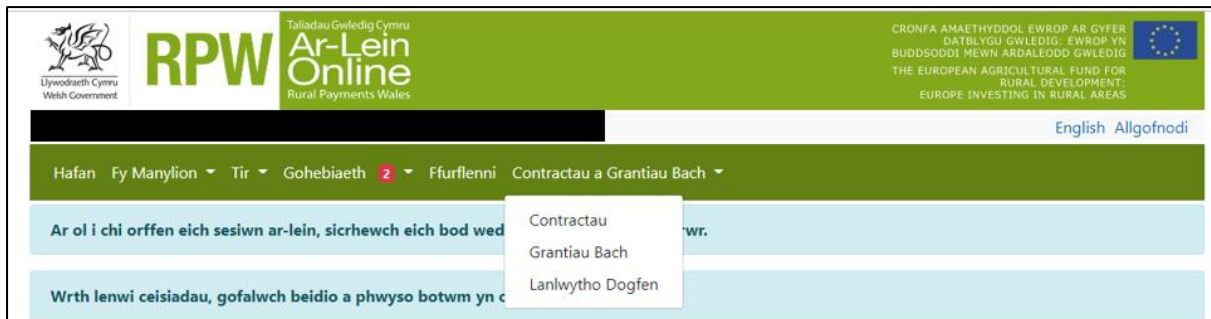 Llywodraeth Cymru
Welsh Government
RPW
Taliadau Gwledig Cymru
Ar-Lein
Online
Rural Payments Wales
CRONFA AMAETHYDDOL EWROP AR GYFER
DATBLYGU GWLEDIG: EWROP YN
BUDDSODDI MEWN ARDALEODD GWLEDIG
THE EUROPEAN AGRICULTURAL FUND FOR
RURAL DEVELOPMENT:
EUROPE INVESTING IN RURAL AREAS
English Allgofnodi
Hafan Fy Manylion Tir Gohebiaeth 2 Ffurflenni Contractau a Grantiau Bach
Contractau
Grantiau Bach
Lanlwytho Dogfen
Ar ol i chi orffen eich sesiwn ar-lein, sicrhewch eich bod
Wrth lenwi ceisiadau, gofalwch beidio a phwyso botwm yn